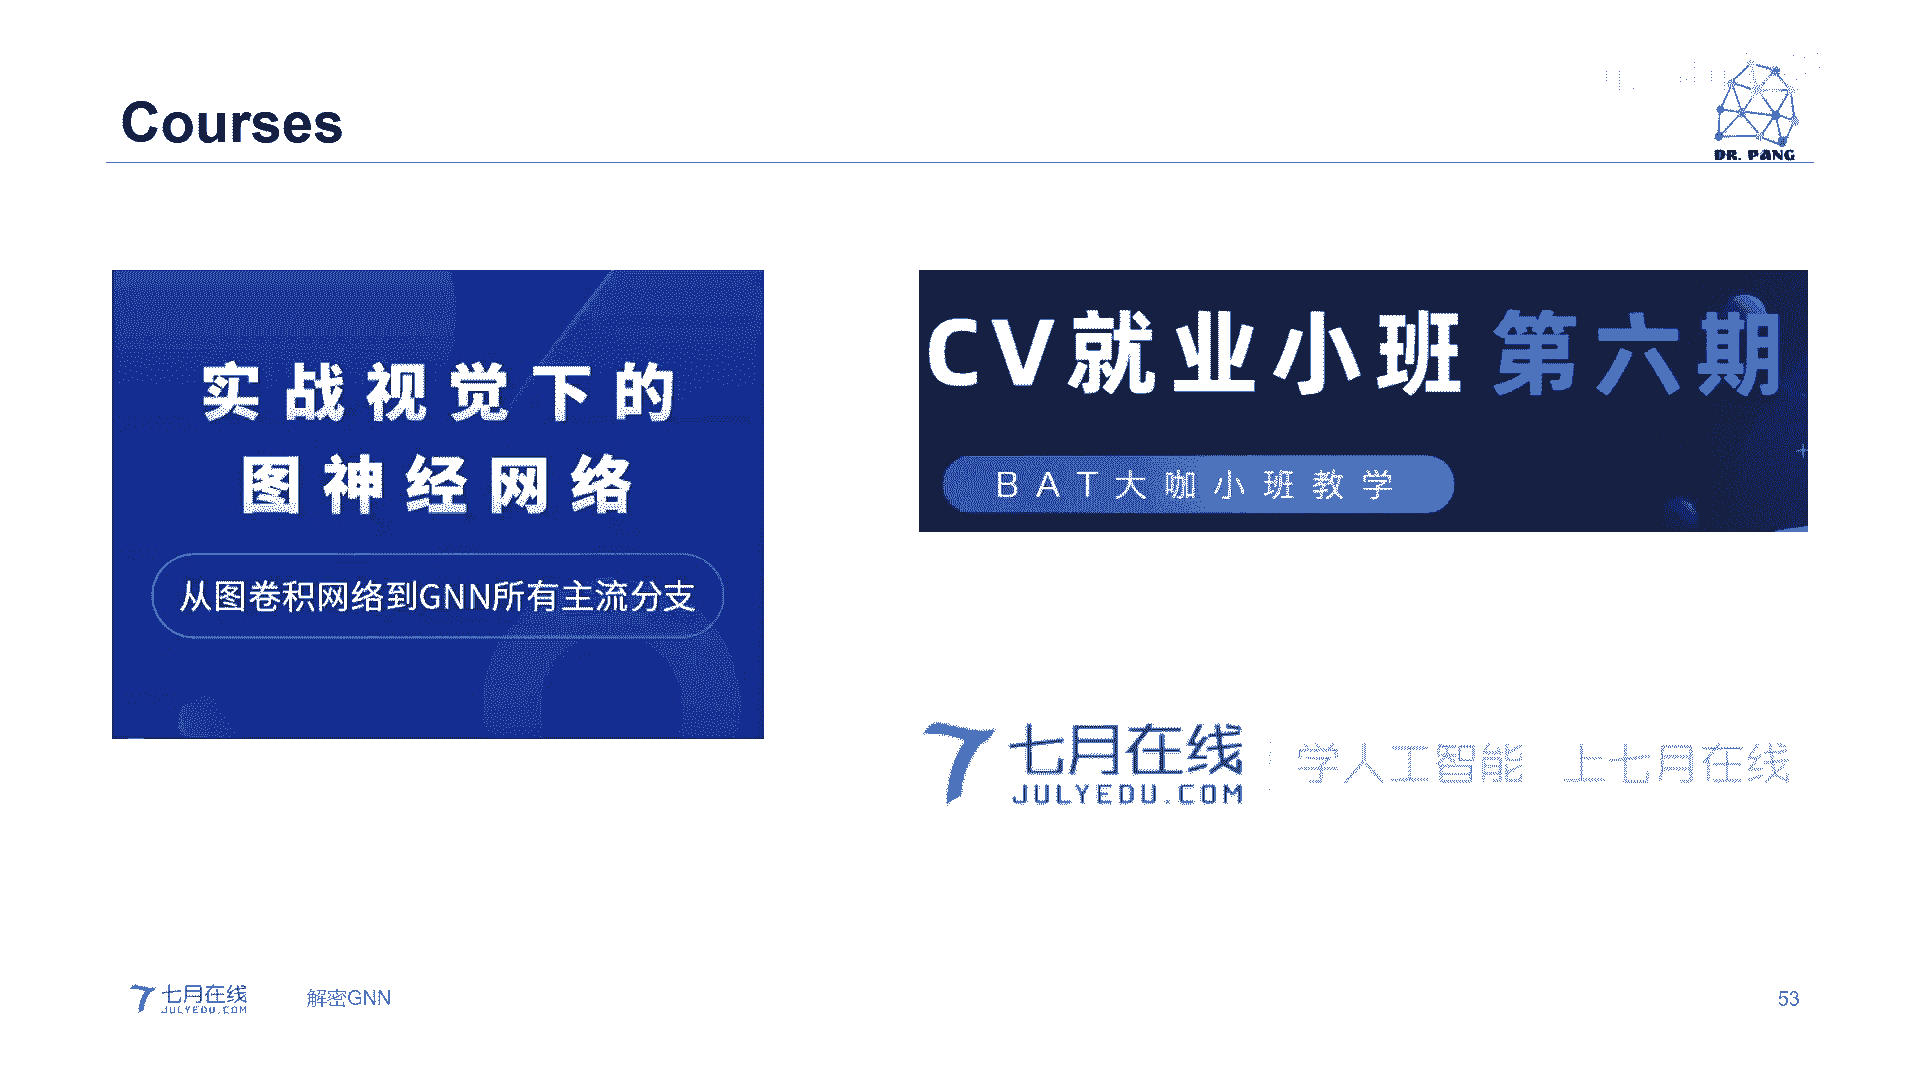 Courses
DR. PANG
实战视觉下的
图神经网络
从图卷积网络到GNN所有主流分支
CV就业小班 第六期
BAT大咖小班教学
七月在线
JULYEDU.COM
学人工智能 上七月在线
七月在线
JULYEDU.COM
解密GNN
53